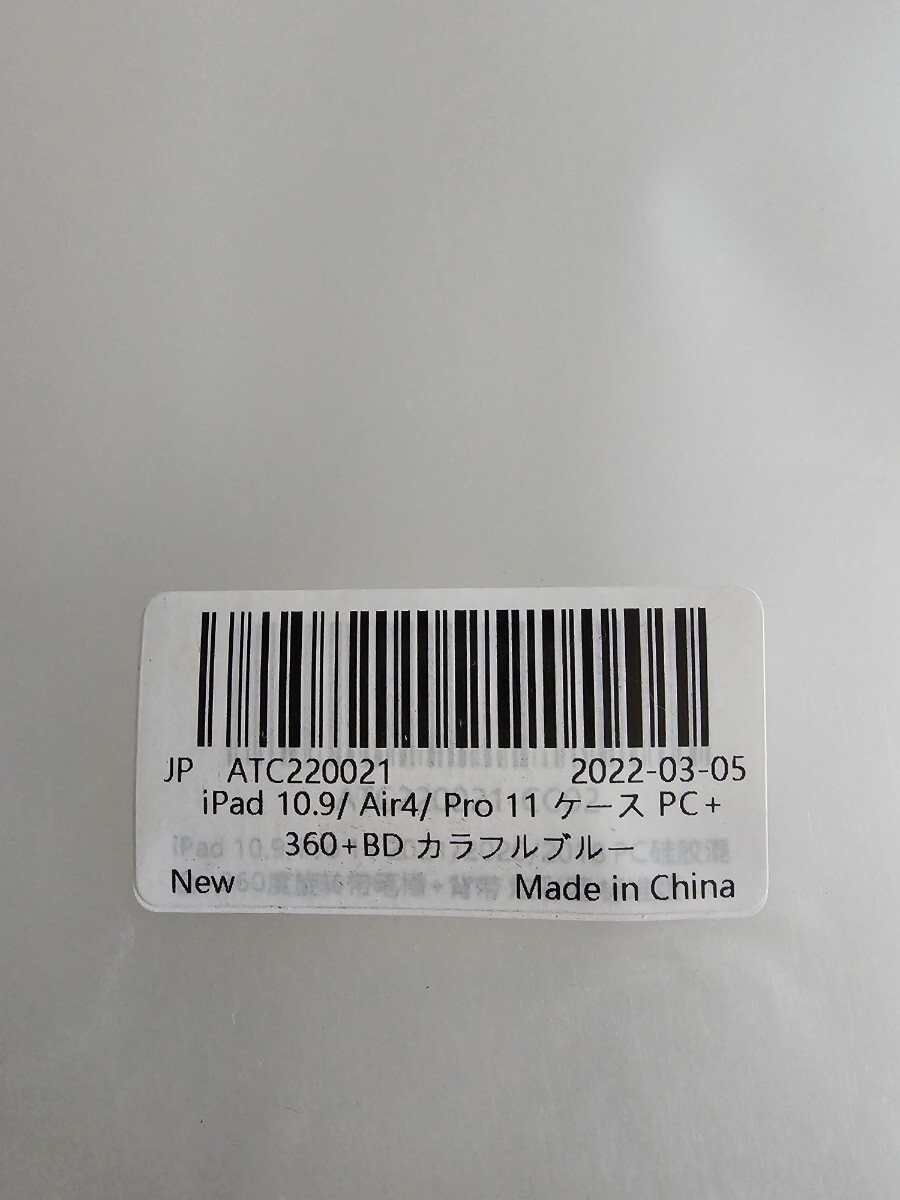 JP ATC220021 2022-03-05
iPad 10.9/ Air4/ Pro 11 ケース PC+
360+BD カラフルブルー
New Made in China